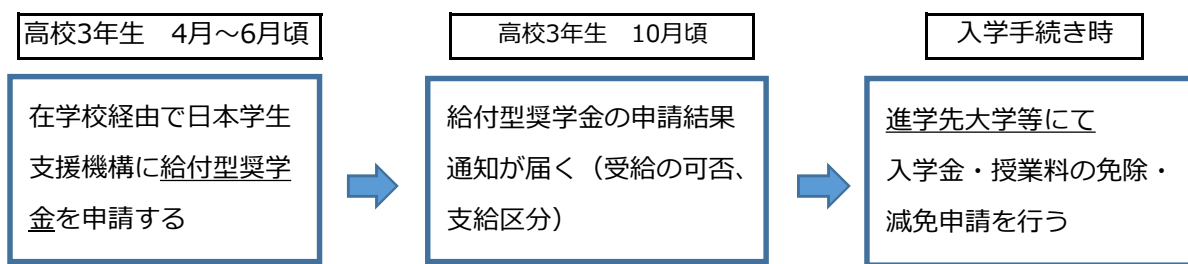 高校3年生　4月～6月頃
在学校経由で日本学生
支援機構に給付型奨学
金を申請する
高校3年生　10月頃
給付型奨学金の申請結果
通知が届く（受給の可否、
支給区分）
入学手続き時
進学先大学等にて
入学金・授業料の免除・
減免申請を行う